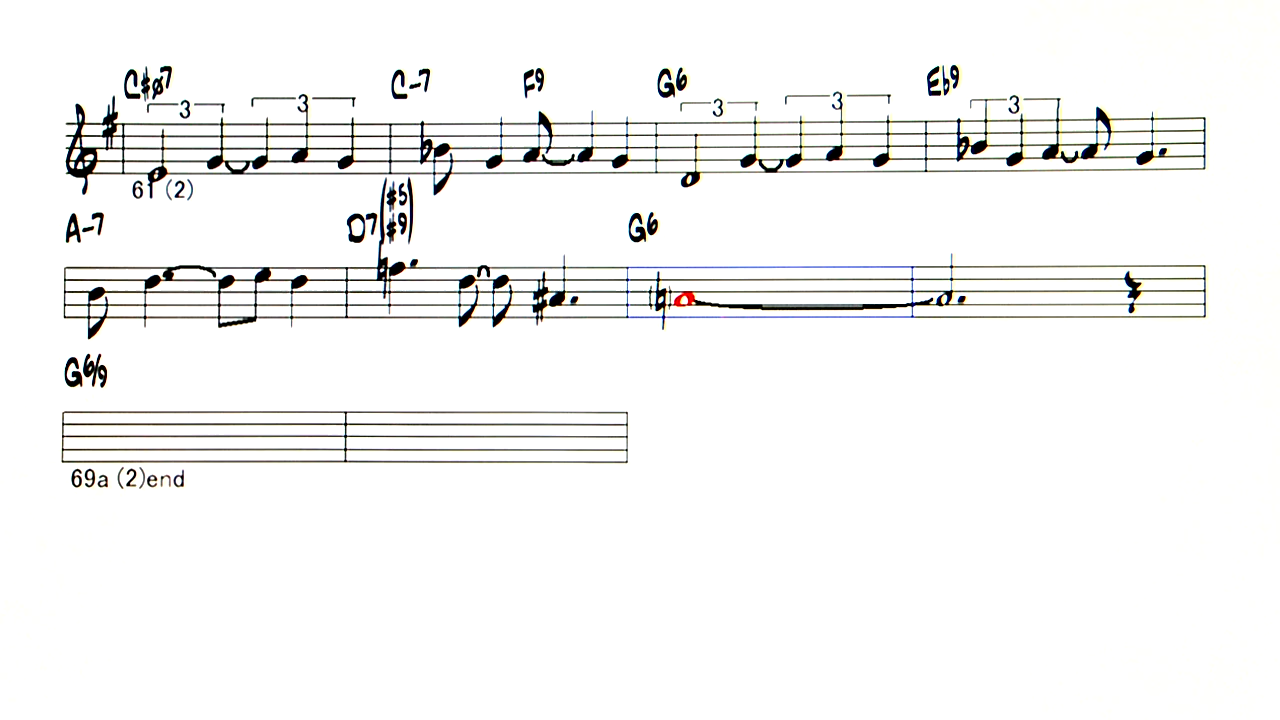 C#ø7 C-7 F9 G6 Eb9
3 3 3 3 3
61 (2)
A-7 D7(#5 #9) G6
G6/9
69a (2)end